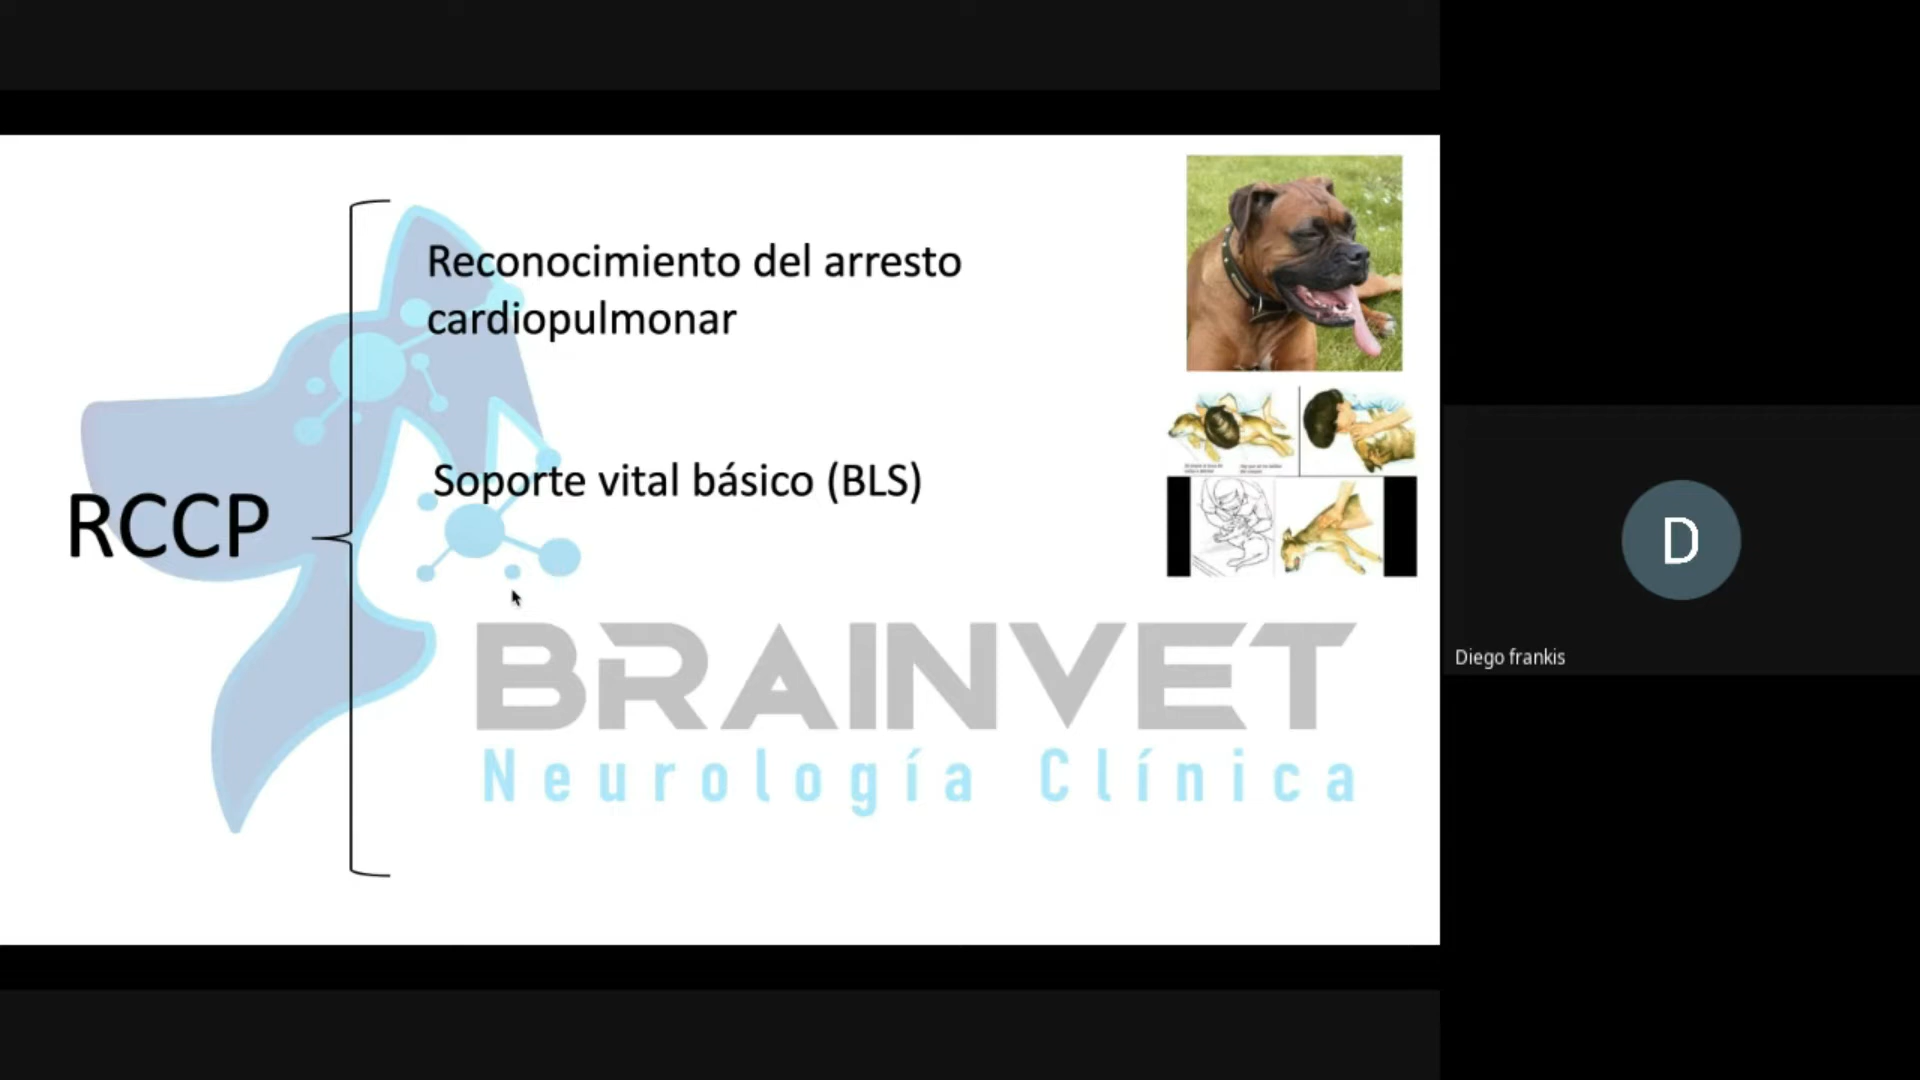 Reconocimiento del arresto
cardiopulmonar
Soporte vital básico (BLS)
RCCP
BRAINVET
Neurología Clínica
D
Diego frankis